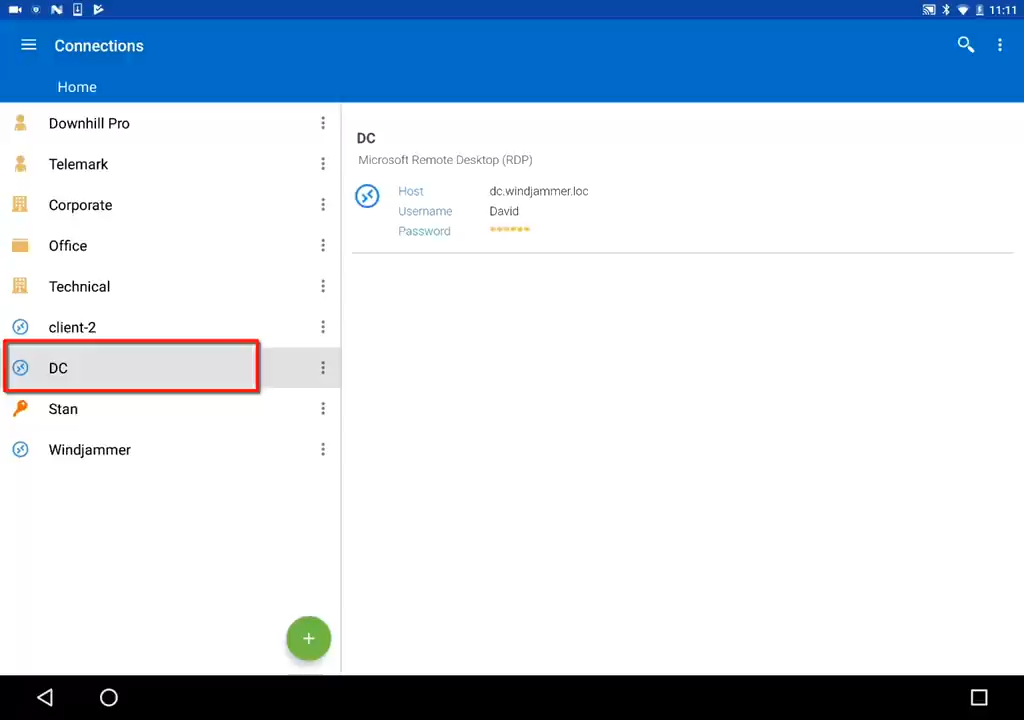 11:11
Connections
Home
Downhill Pro
Telemark
Corporate
Office
Technical
client-2
DC
Stan
Windjammer
DC
Microsoft Remote Desktop (RDP)
Host dc.windjammer.loc
Username David
Password ******